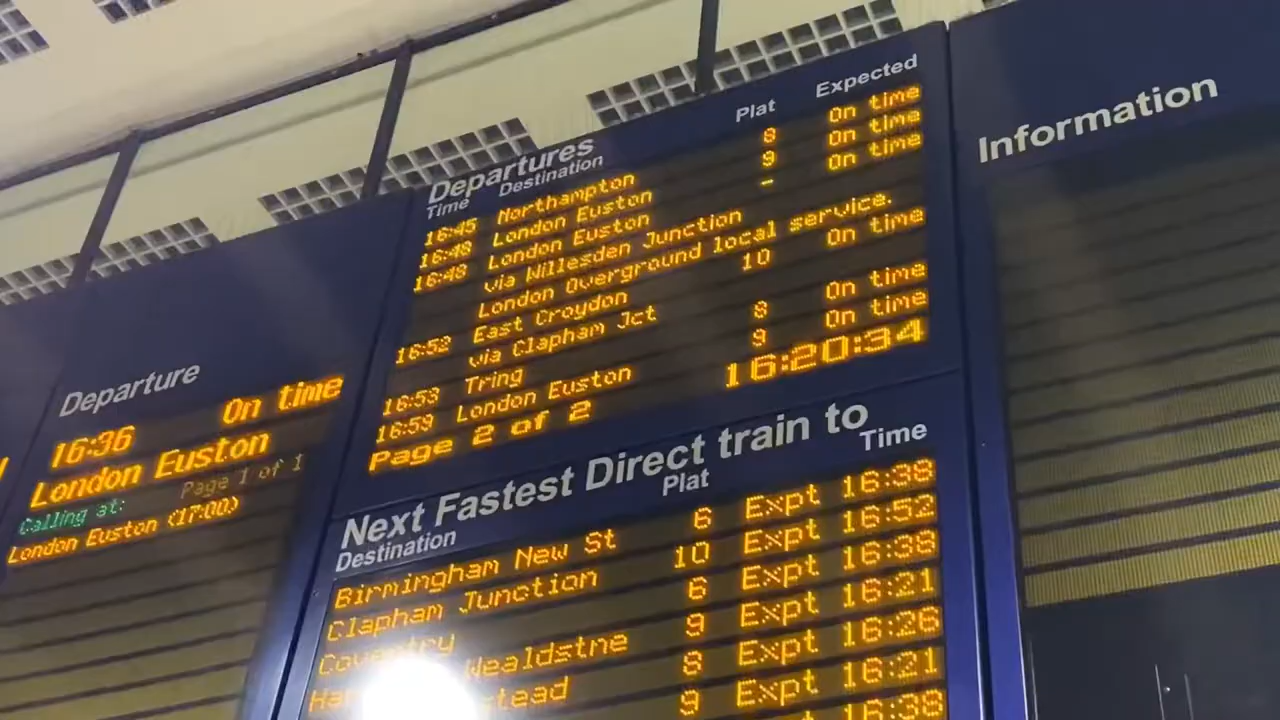 Departures
Time Destination Plat Expected
16:45 Northampton 8 On time
16:48 London Euston 9 On time
16:48 London Euston - On time
via Willesden Junction
London Overground local service.
16:52 East Croydon 10 On time
via Clapham Jct
16:53 Tring 8 On time
16:59 London Euston 9 On time
Page 2 of 2 16:20:34
Information
Departure
16:36 On time
London Euston
Page 1 of 1
Calling at:
London Euston (17:00)
Next Fastest Direct train to
Destination Plat Time
Birmingham New St 6 Expt 16:38
Clapham Junction 10 Expt 16:52
Coventry 6 Expt 16:38
Wealdstne 9 Expt 16:21
8 Expt 16:26
9 Expt 16:21
16:38